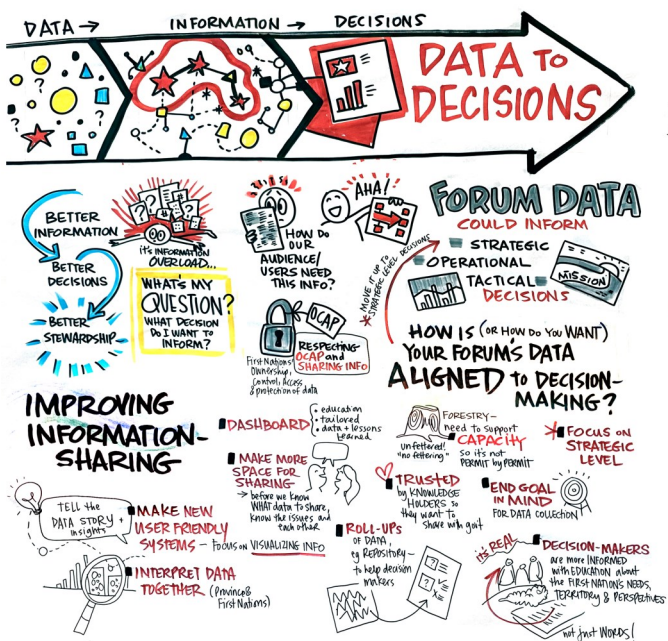 DATA → INFORMATION → DECISIONS
DATA TO
DECISIONS
BETTER
INFORMATION
BETTER
DECISIONS
BETTER
STEWARDSHIP
it's INFORMATION
OVERLOAD...
WHAT'S MY
QUESTION?
WHAT DECISION
DO I WANT TO
INFORM?
HOW DO
OUR
AUDIENCE/
USERS NEED
THIS INFO?
AHA!
* MOVE IT UP TO
STRATEGIC LEVEL DECISIONS
OCAP
RESPECTING
OCAP and
SHARING INFO
First Nations'
Ownership,
Control, Access,
& protection of data
FORUM DATA
COULD INFORM
STRATEGIC
OPERATIONAL
TACTICAL
DECISIONS
MISSION
HOW IS (OR HOW DO YOU WANT)
YOUR FORUM'S DATA
ALIGNED TO DECISION-
MAKING?
IMPROVING
INFORMATION-
SHARING
DASHBOARD
• education
• tailored
• data + lessons
learned
MAKE MORE
SPACE FOR
SHARING
→ before we know
WHAT data to share,
know the issues and
each other
TELL the
DATA STORY +
insights
MAKE NEW
USER FRIENDLY
SYSTEMS – FOCUS ON VISUALIZING INFO
INTERPRET DATA
TOGETHER (Province &
First Nations)
ROLL-UPS
OF DATA,
eg REPOSITORY –
to help decision
makers
unfettered!
"no fettering"
FORESTRY –
need to support
CAPACITY
so it's not
PERMIT by PERMIT
TRUSTED
by KNOWLEDGE
HOLDERS so
they want to
share with gov't
* FOCUS ON
STRATEGIC
LEVEL
END GOAL
IN MIND
FOR DATA COLLECTION
it's REAL
DECISION-MAKERS
are more INFORMED
with EDUCATION about
the FIRST NATION'S NEEDS,
TERRITORY & PERSPECTIVES
not just WORDS!